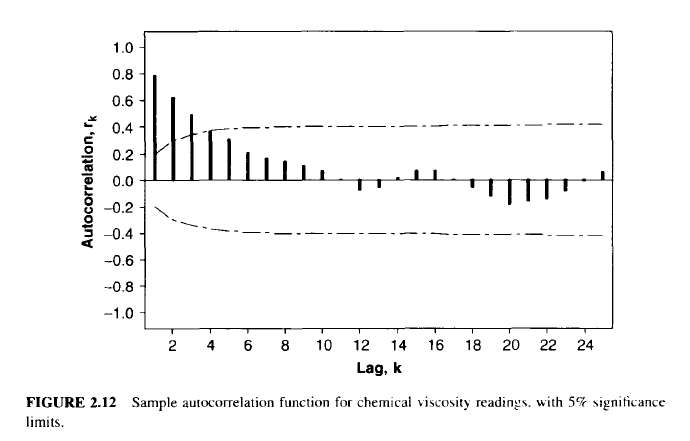 1.0
0.8
0.6
0.4
0.2
0.0
−0.2
−0.4
−0.6
−0.8
−1.0
Autocorrelation, rk
2 4 6 8 10 12 14 16 18 20 22 24
Lag, k
FIGURE 2.12 Sample autocorrelation function for chemical viscosity readings, with 5% significance
limits.